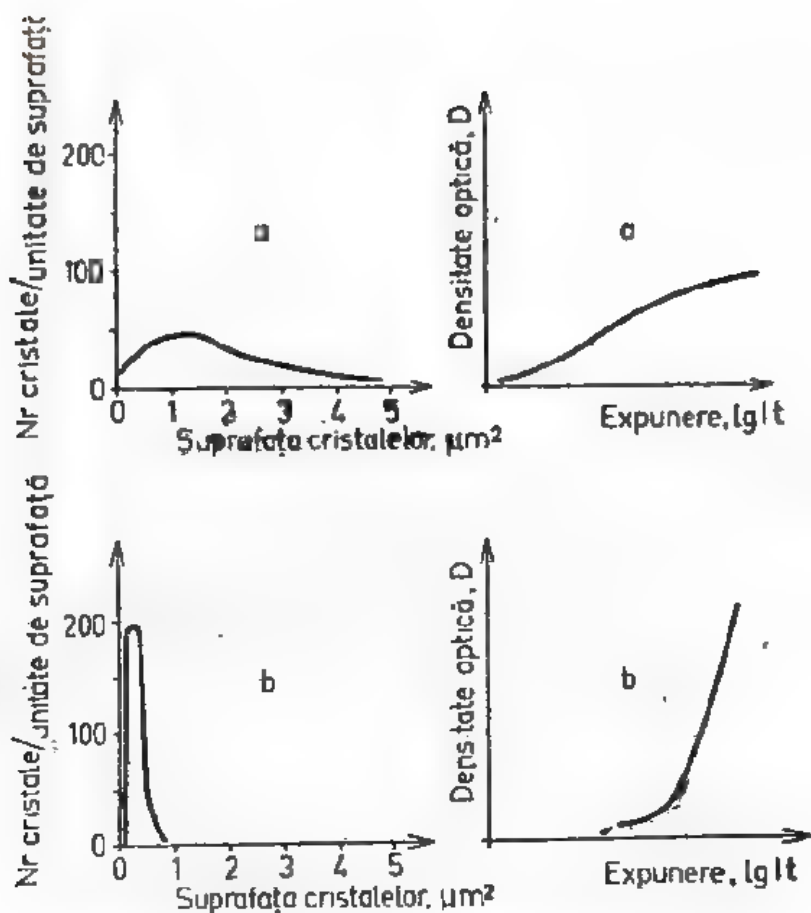 Nr cristale/unitate de suprafață
200
100
0
0 1 2 3 4 5
Suprafața cristalelor, μm²
a
Densitate optică, D
a
Expunere, lg It
Nr cristale/unitate de suprafață
200
100
0
0 1 2 3 4 5
Suprafața cristalelor, μm²
b
Densitate optică, D
b
Expunere, lg It